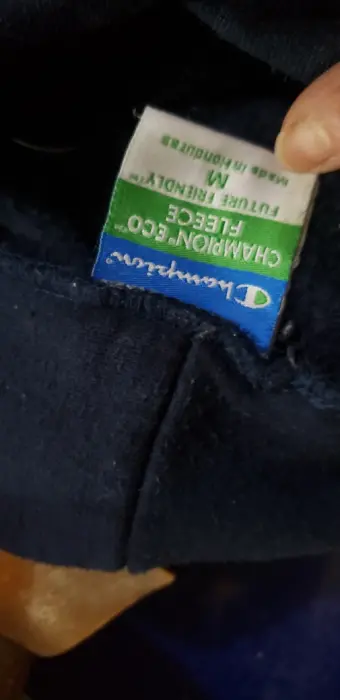 Champion®
CHAMPION® ECO™
FLEECE
FUTURE FRIENDLY™
M
Made in Honduras